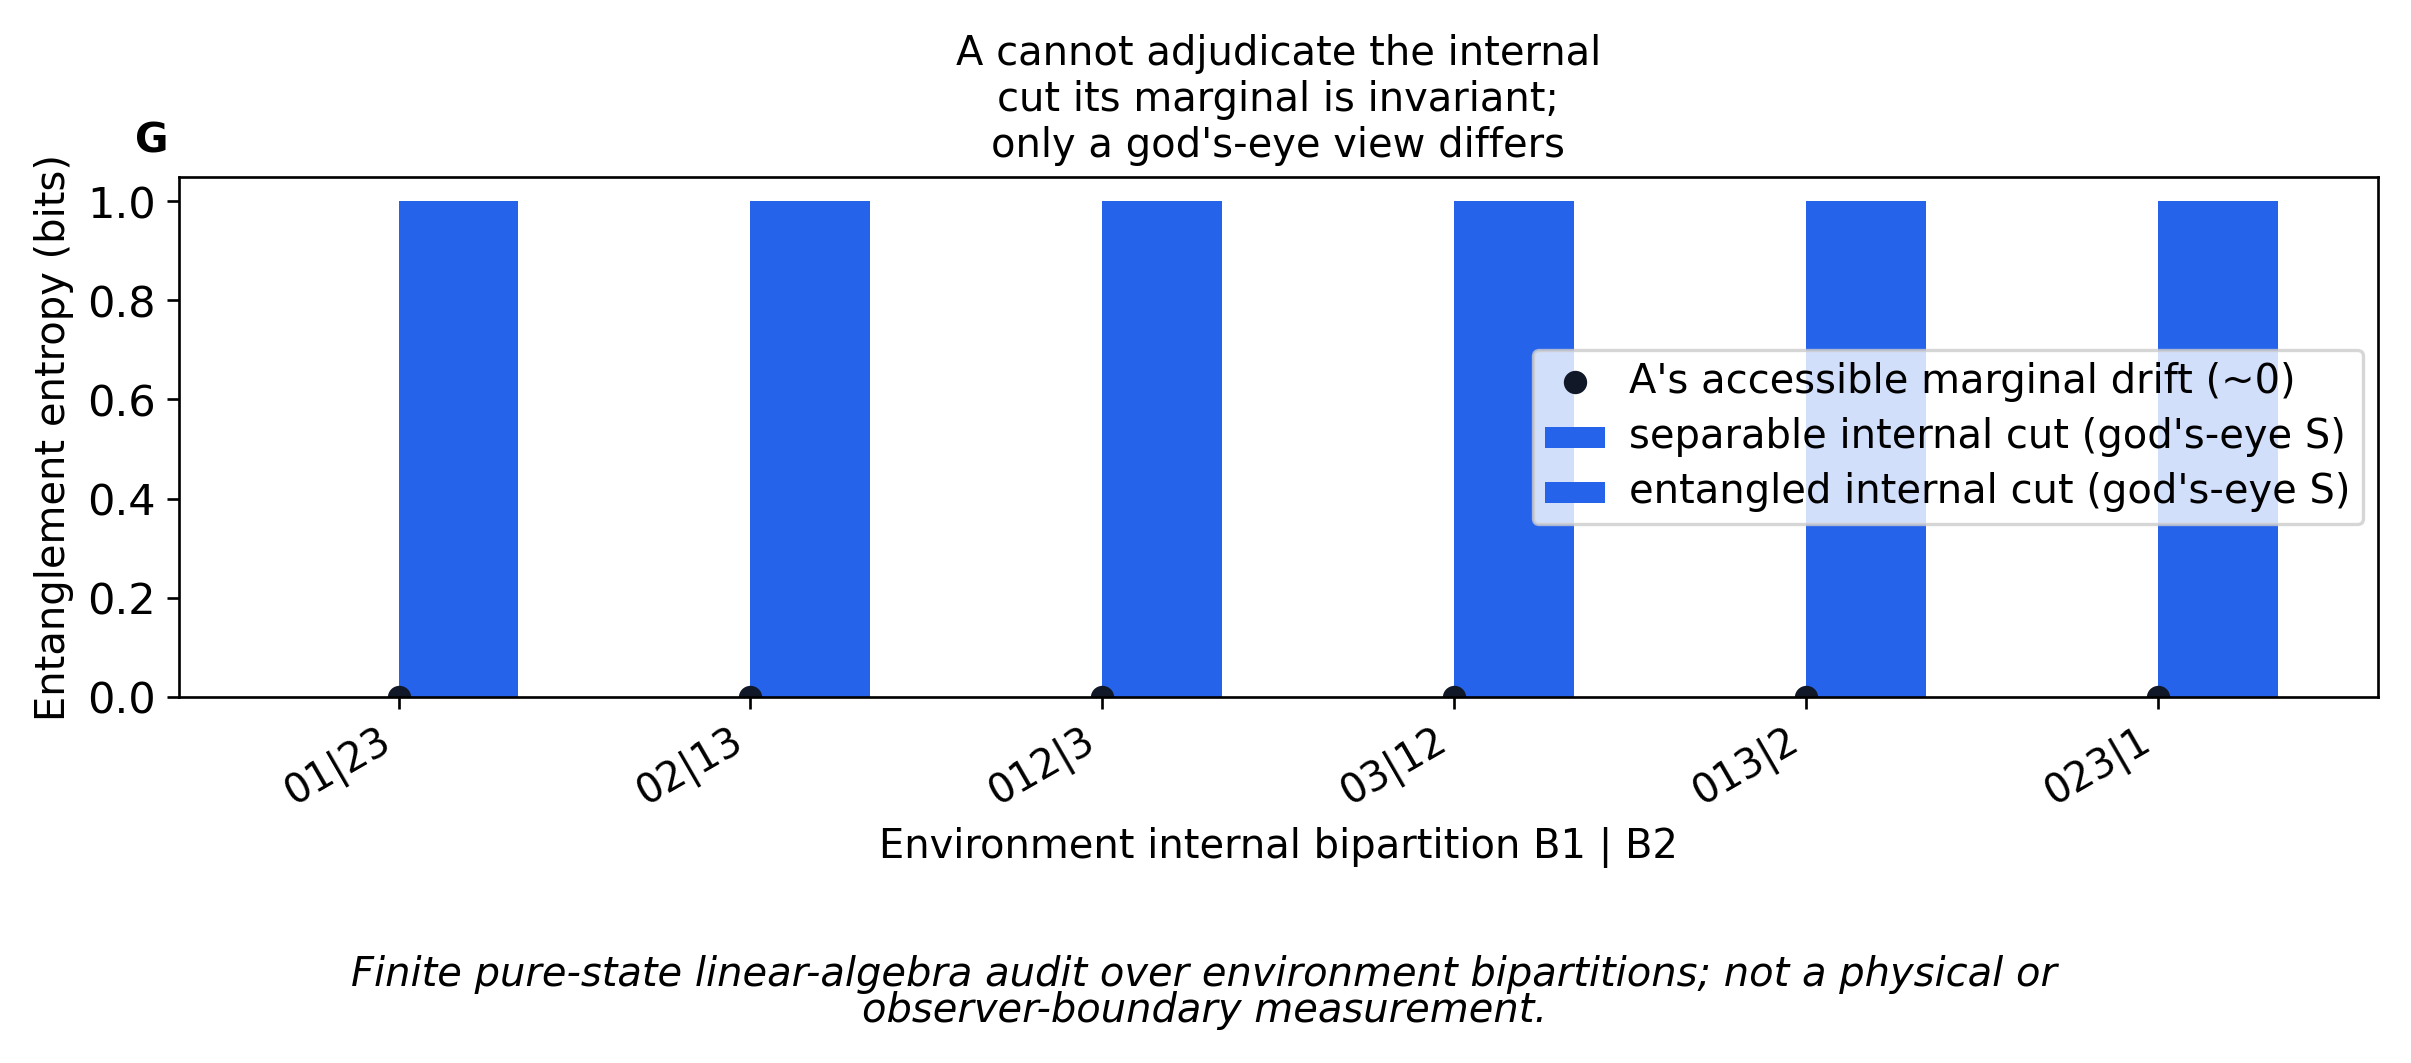 A cannot adjudicate the internal
cut its marginal is invariant;
only a god's-eye view differs
G
Entanglement entropy (bits)
1.0
0.8
0.6
0.4
0.2
0.0
A's accessible marginal drift (~0)
separable internal cut (god's-eye S)
entangled internal cut (god's-eye S)
01|23
02|13
012|3
03|12
013|2
023|1
Environment internal bipartition B1 | B2
Finite pure-state linear-algebra audit over environment bipartitions; not a physical or
observer-boundary measurement.